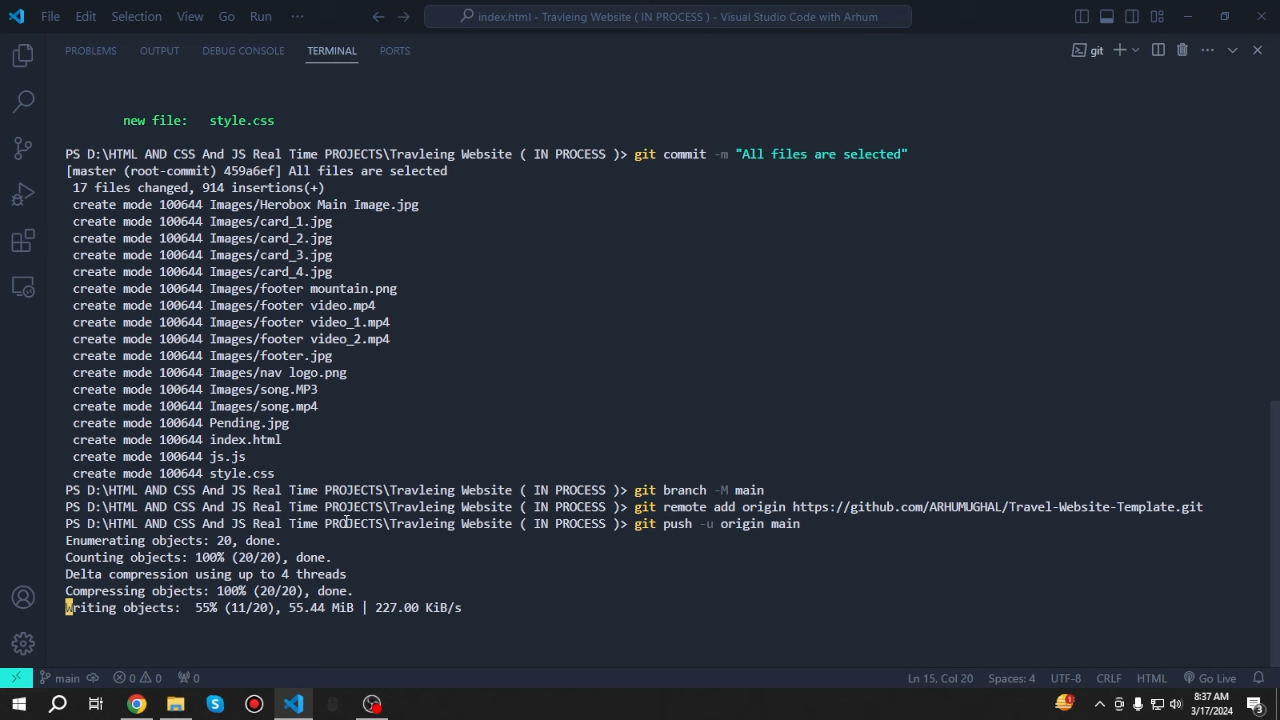 File Edit Selection View Go Run ···
index.html - Travleing Website ( IN PROCESS ) - Visual Studio Code with Arhum
PROBLEMS OUTPUT DEBUG CONSOLE TERMINAL PORTS
git
new file:   style.css
PS D:\HTML AND CSS And JS Real Time PROJECTS\Travleing Website ( IN PROCESS )> git commit -m "All files are selected"
[master (root-commit) 459a6ef] All files are selected
17 files changed, 914 insertions(+)
create mode 100644 Images/Herobox Main Image.jpg
create mode 100644 Images/card_1.jpg
create mode 100644 Images/card_2.jpg
create mode 100644 Images/card_3.jpg
create mode 100644 Images/card_4.jpg
create mode 100644 Images/footer mountain.png
create mode 100644 Images/footer video.mp4
create mode 100644 Images/footer video_1.mp4
create mode 100644 Images/footer video_2.mp4
create mode 100644 Images/footer.jpg
create mode 100644 Images/nav logo.png
create mode 100644 Images/song.MP3
create mode 100644 Images/song.mp4
create mode 100644 Pending.jpg
create mode 100644 index.html
create mode 100644 js.js
create mode 100644 style.css
PS D:\HTML AND CSS And JS Real Time PROJECTS\Travleing Website ( IN PROCESS )> git branch -M main
PS D:\HTML AND CSS And JS Real Time PROJECTS\Travleing Website ( IN PROCESS )> git remote add origin https://github.com/ARHUMUGHAL/Travel-Website-Template.git
PS D:\HTML AND CSS And JS Real Time PROJECTS\Travleing Website ( IN PROCESS )> git push -u origin main
Enumerating objects: 20, done.
Counting objects: 100% (20/20), done.
Delta compression using up to 4 threads
Compressing objects: 100% (20/20), done.
Writing objects:  55% (11/20), 55.44 MiB | 227.00 KiB/s
main 0 0 0 Ln 15, Col 20 Spaces: 4 UTF-8 CRLF HTML Go Live
8:37 AM
3/17/2024
3